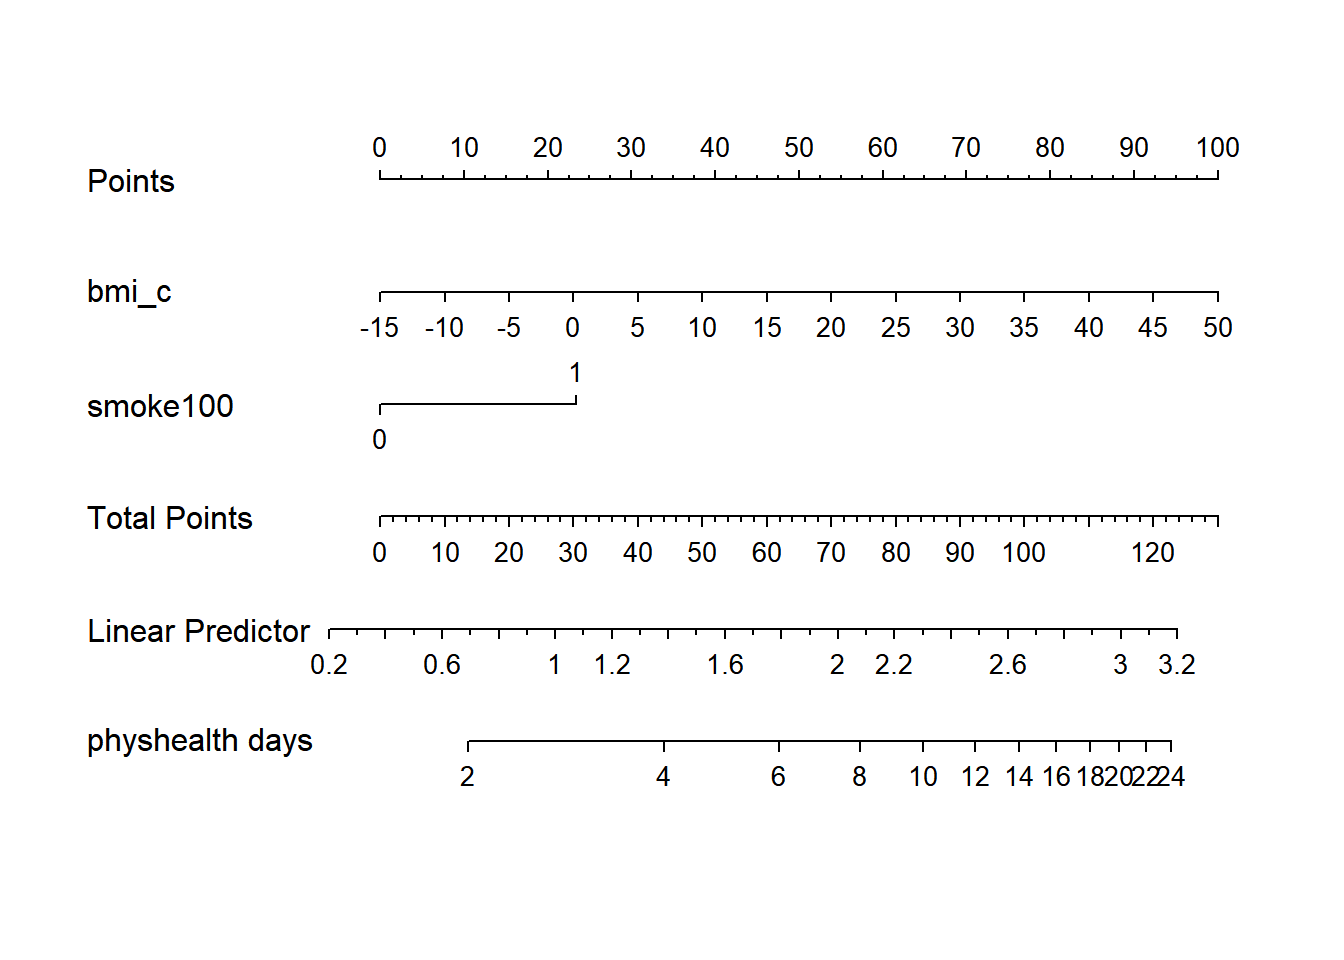 0 10 20 30 40 50 60 70 80 90 100
Points
bmi_c
-15 -10 -5 0 5 10 15 20 25 30 35 40 45 50
1
smoke100
0
Total Points
0 10 20 30 40 50 60 70 80 90 100 120
Linear Predictor
0.2 0.6 1 1.2 1.6 2 2.2 2.6 3 3.2
physhealth days
2 4 6 8 10 12 14 16 18 20 22 24